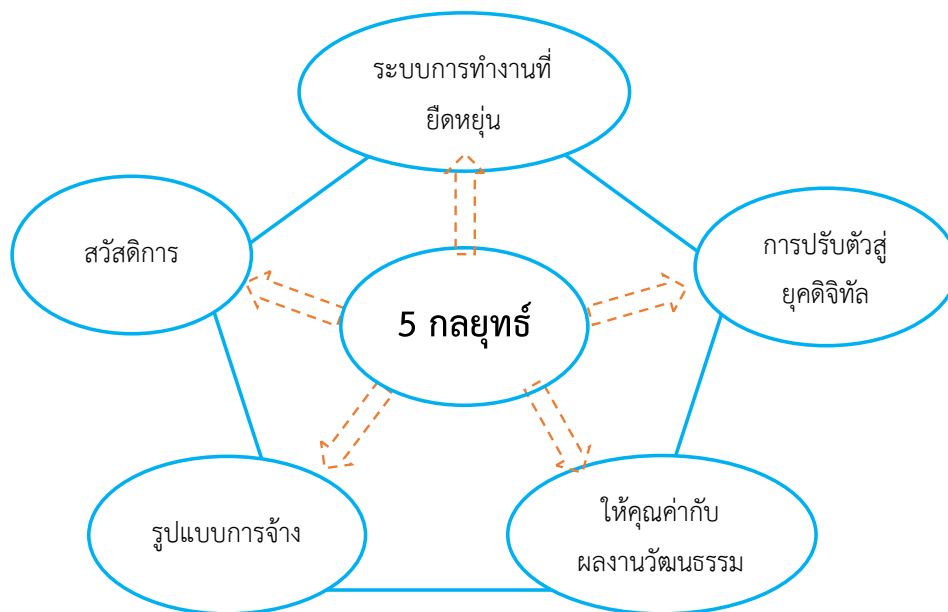 ระบบการทำงานที่
ยืดหยุ่น
สวัสดิการ
การปรับตัวสู่
ยุคดิจิทัล
5 กลยุทธ์
รูปแบบการจ้าง
ให้คุณค่ากับ
ผลงานวัฒนธรรม